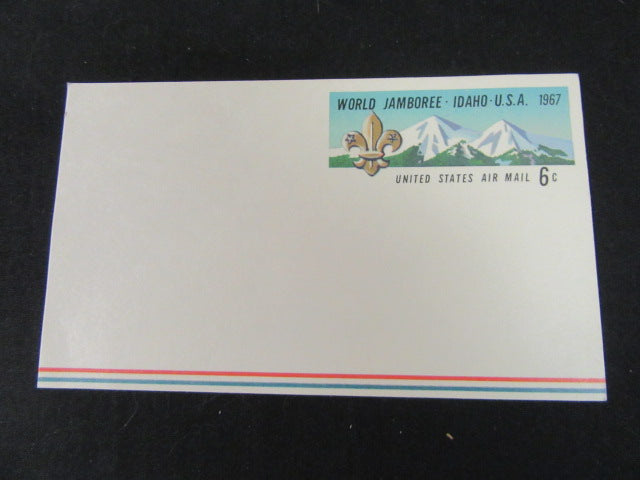 WORLD JAMBOREE · IDAHO · U.S.A. 1967
UNITED STATES AIR MAIL 6c